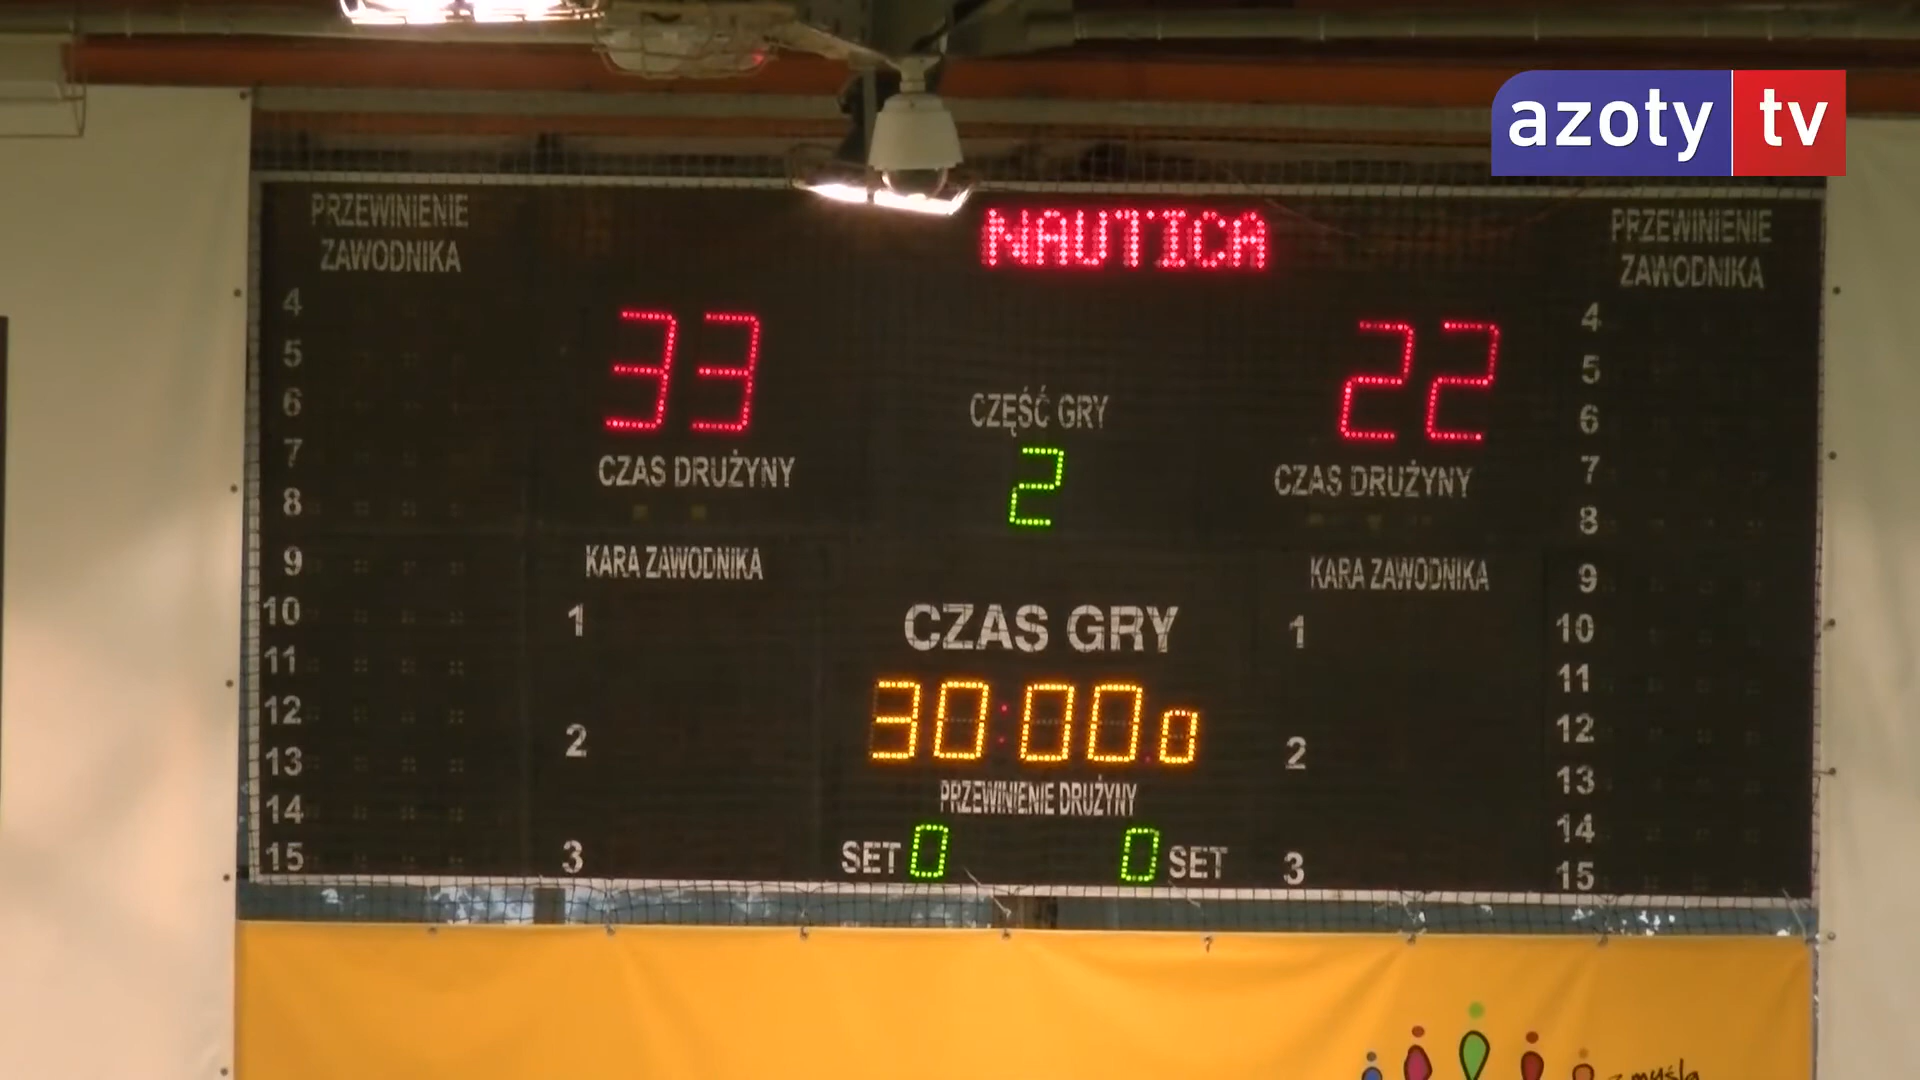 azoty tv
NAUTICA
PRZEWINIENIE
ZAWODNIKA
PRZEWINIENIE
ZAWODNIKA
33
22
CZĘŚĆ GRY
2
CZAS DRUŻYNY
CZAS DRUŻYNY
KARA ZAWODNIKA
KARA ZAWODNIKA
4
5
6
7
8
9
10
11
12
13
14
15
1
2
3
CZAS GRY
30:00.0
PRZEWINIENIE DRUŻYNY
SET 0
0 SET
1
2
3
4
5
6
7
8
9
10
11
12
13
14
15
z myślą